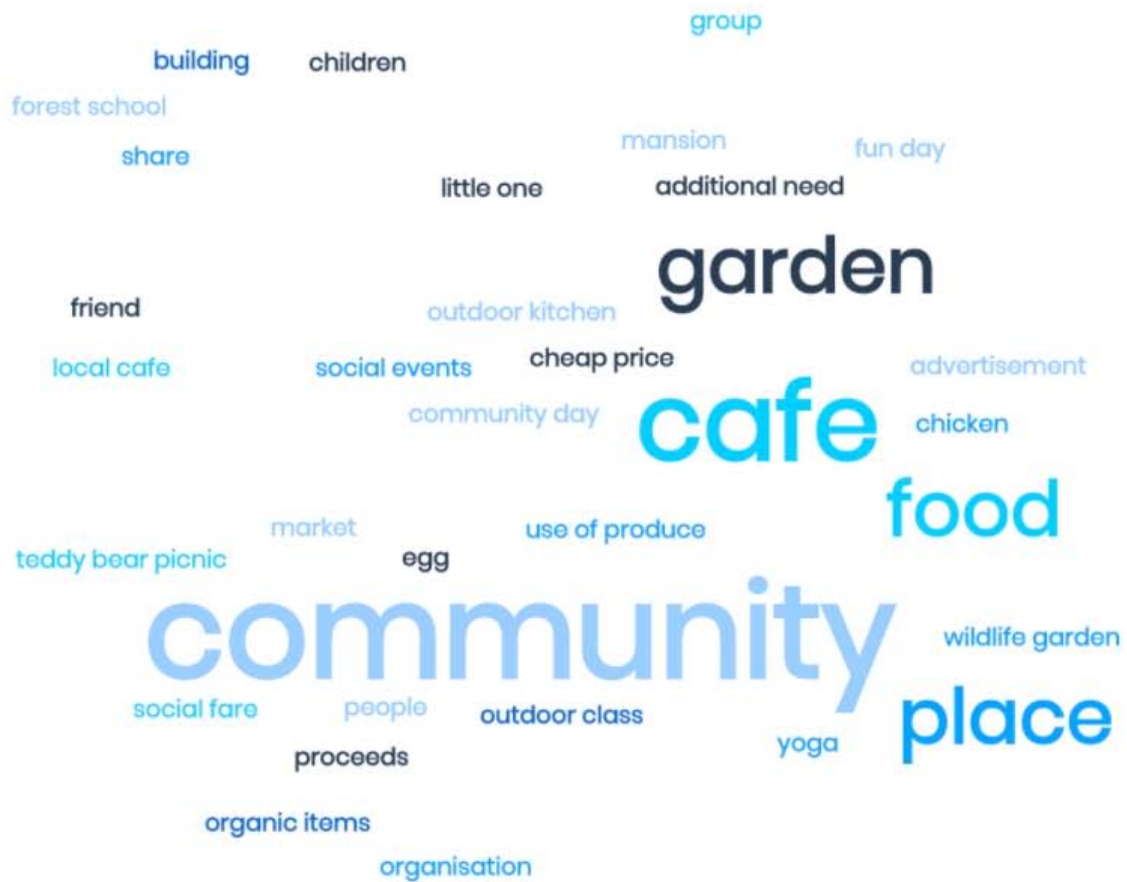 group
building
children
forest school
mansion
fun day
share
little one
additional need
garden
friend
outdoor kitchen
cheap price
local cafe
social events
advertisement
community day
cafe
chicken
food
market
use of produce
teddy bear picnic
egg
community
wildlife garden
social fare
people
outdoor class
place
yoga
proceeds
organic items
organisation